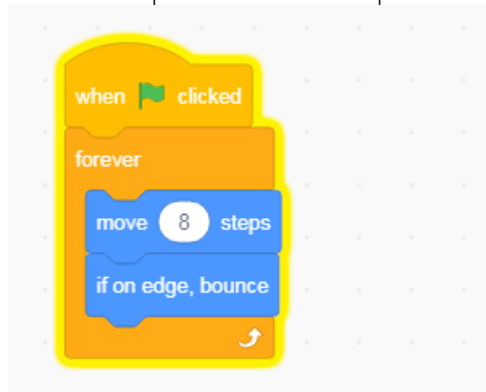 when clicked
forever
move 8 steps
if on edge, bounce